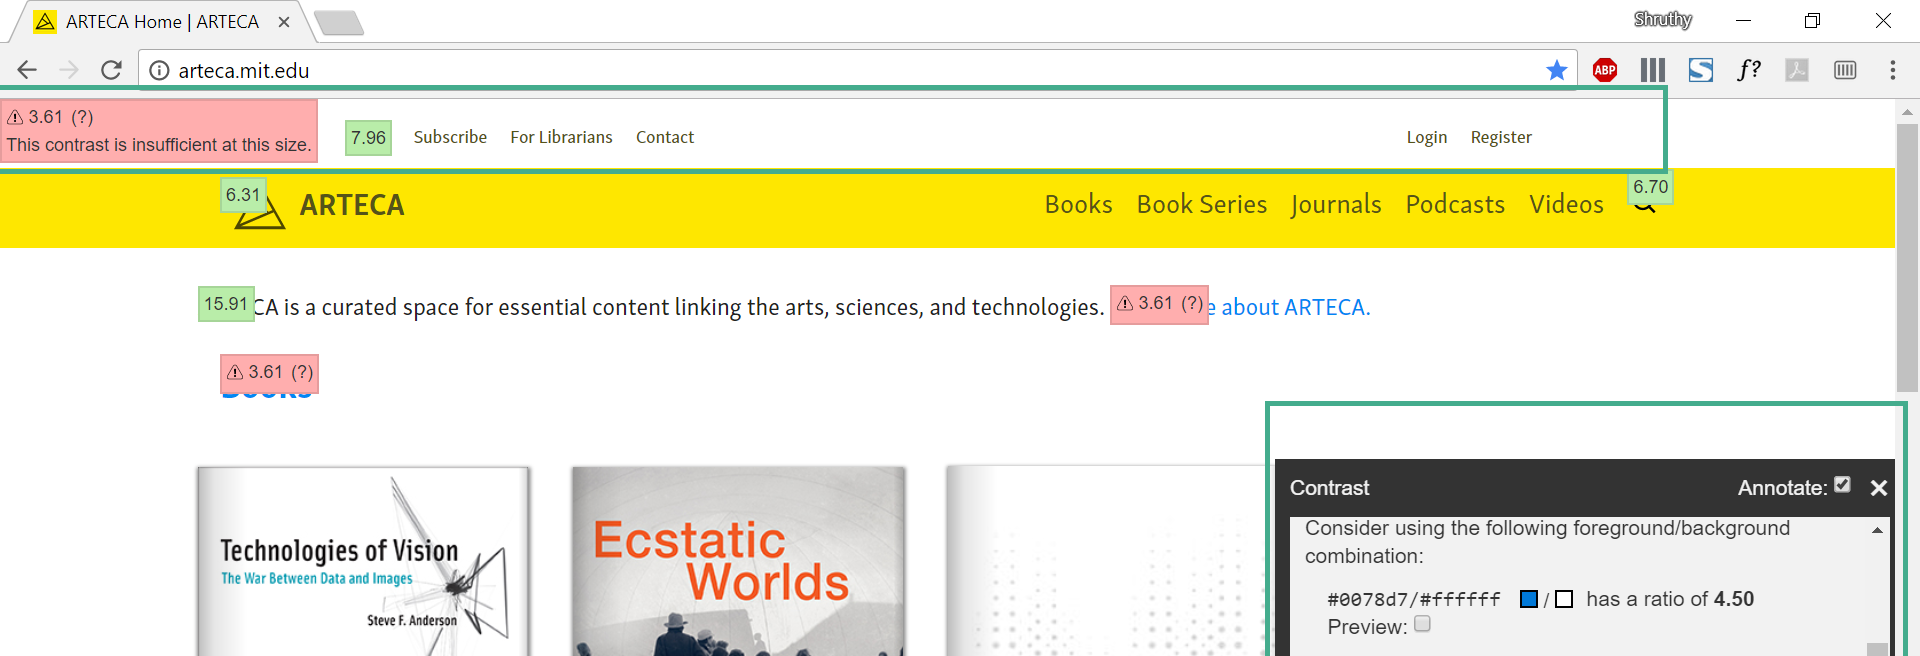 ARTECA Home | ARTECA
Shruthy
arteca.mit.edu
ABP
f?
3.61 (?)
This contrast is insufficient at this size.
7.96 Subscribe For Librarians Contact Login Register
6.31 ARTECA Books Book Series Journals Podcasts Videos 6.70
15.91 CA is a curated space for essential content linking the arts, sciences, and technologies. 3.61 (?) e about ARTECA.
3.61 (?)
Books
Contrast Annotate:
Consider using the following foreground/background
combination:
#0078d7/#ffffff / has a ratio of 4.50
Preview:
Technologies of Vision
The War Between Data and Images
Steve F. Anderson
Ecstatic
Worlds